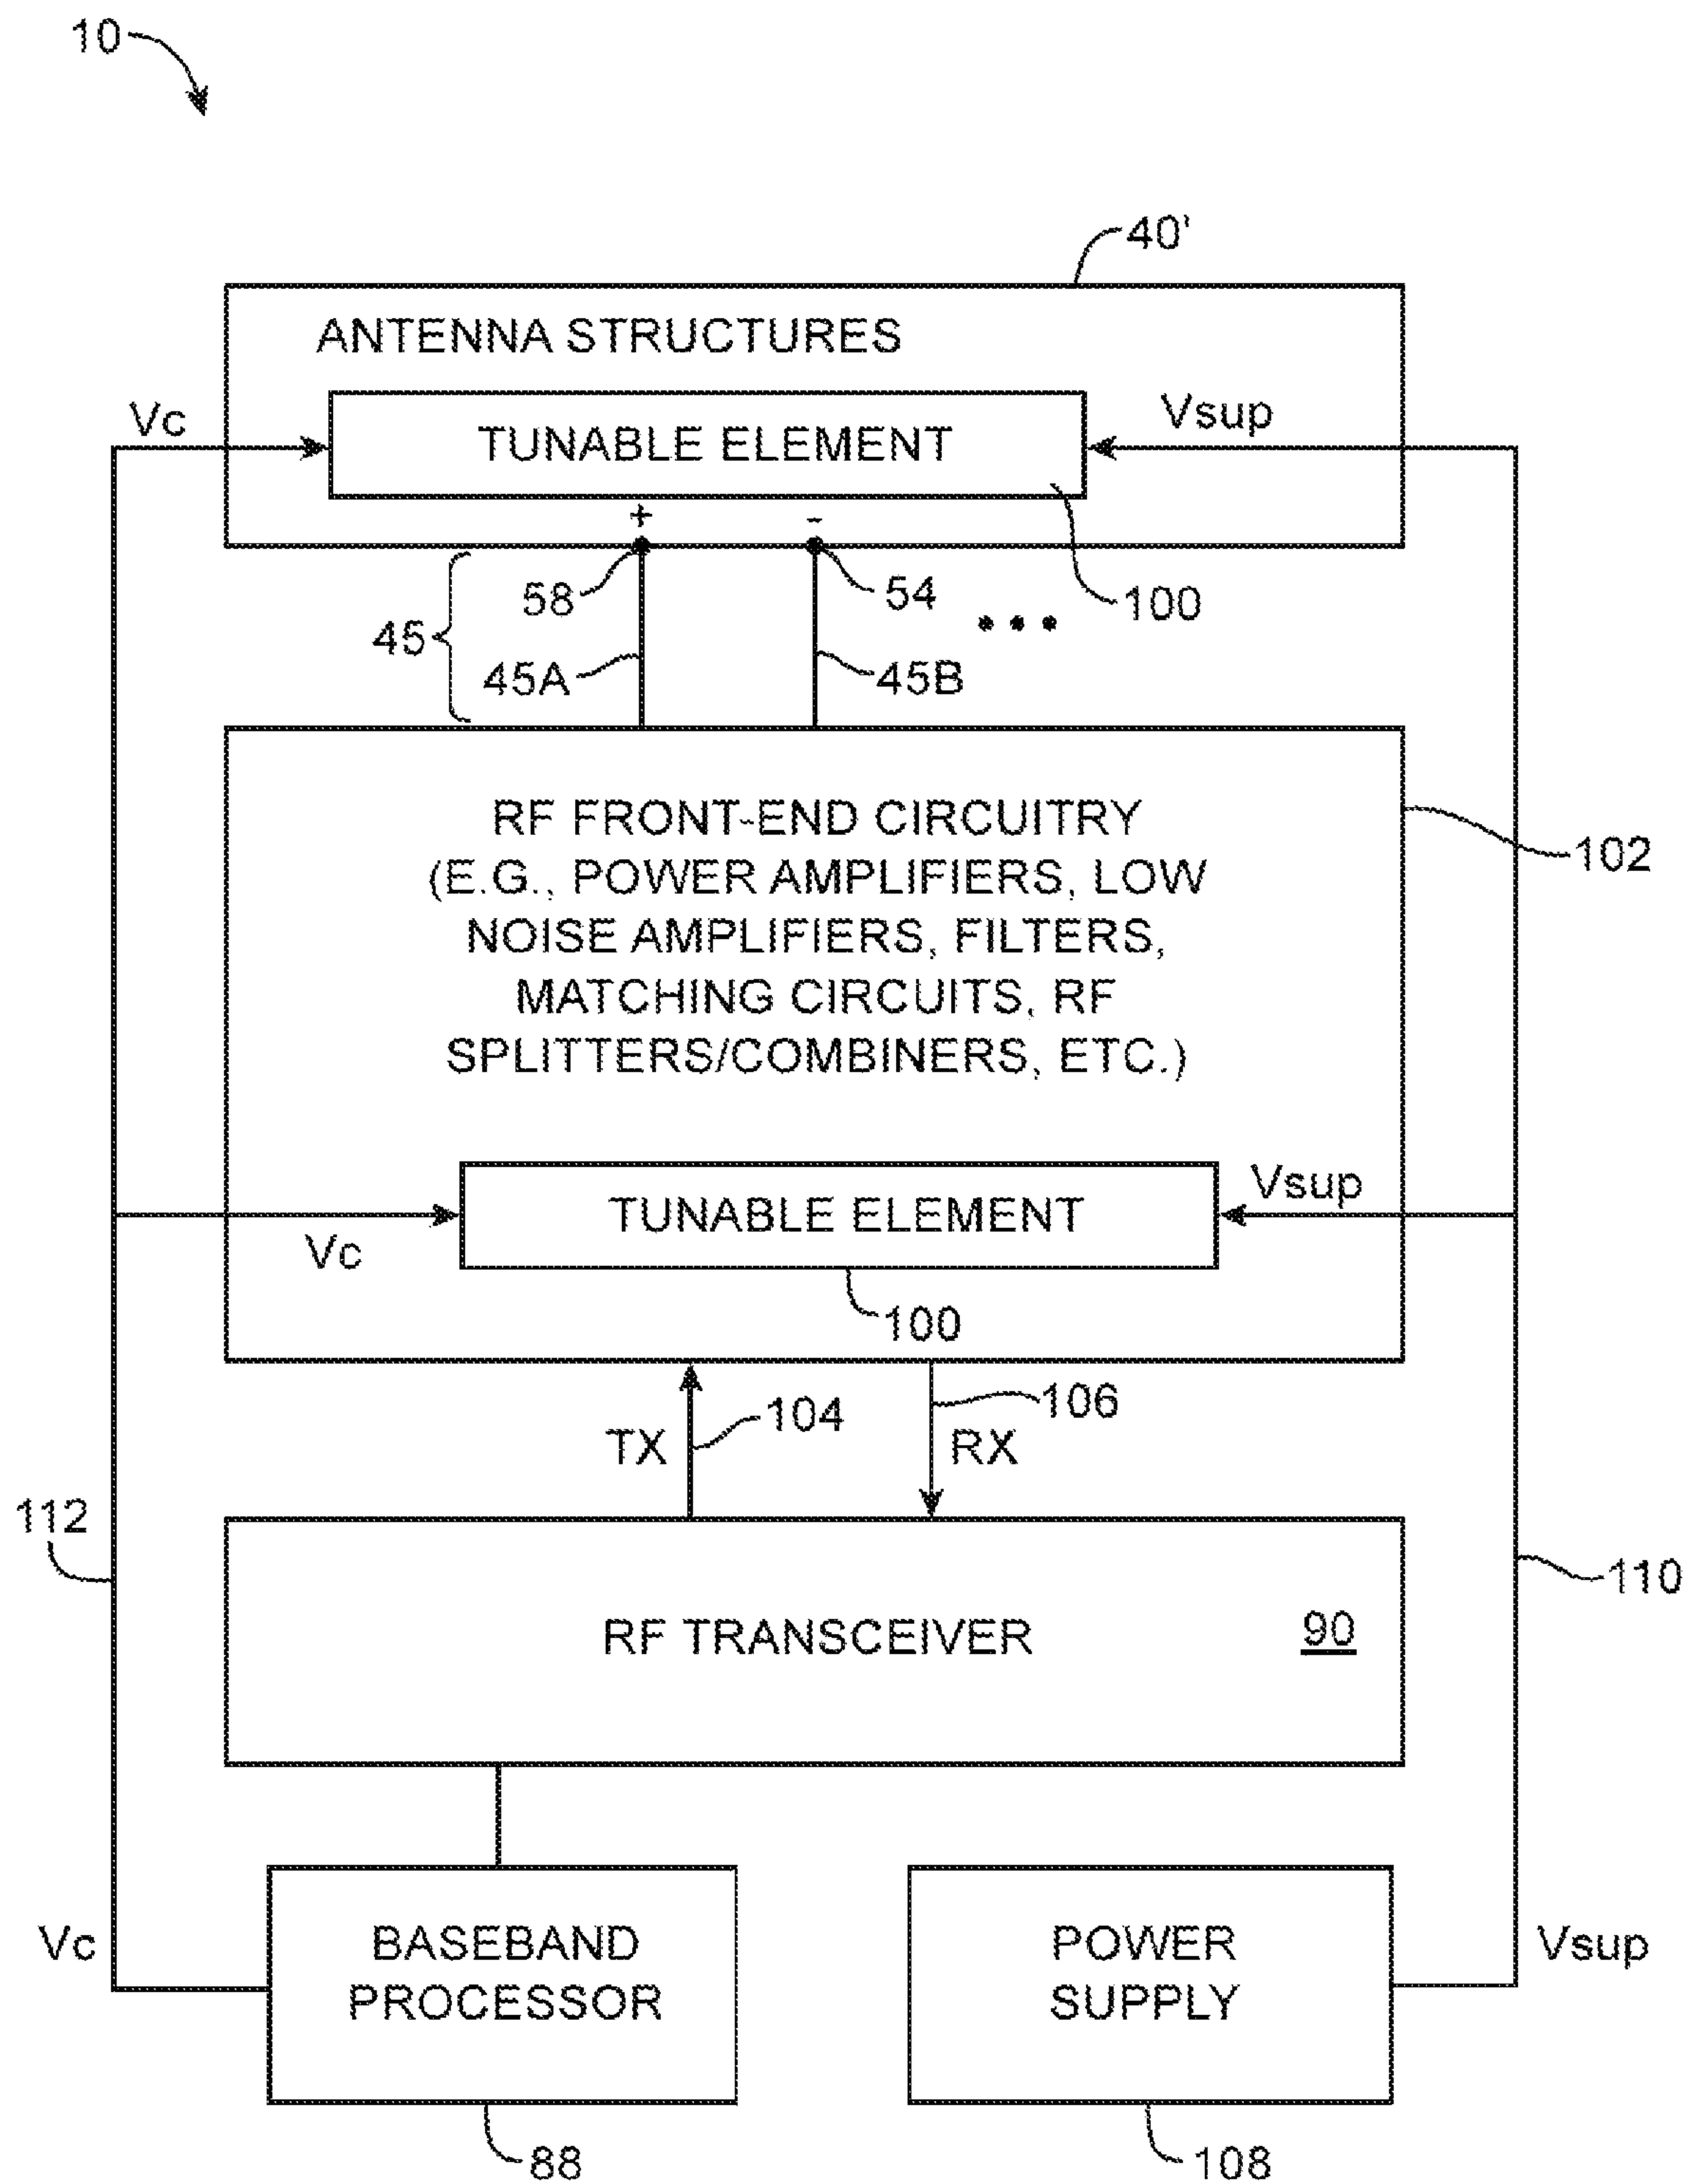 10
40'
ANTENNA STRUCTURES
Vc
TUNABLE ELEMENT
Vsup
+
-
58
54
100
45
45A
45B
RF FRONT-END CIRCUITRY
(E.G., POWER AMPLIFIERS, LOW
NOISE AMPLIFIERS, FILTERS,
MATCHING CIRCUITS, RF
SPLITTERS/COMBINERS, ETC.)
102
Vsup
TUNABLE ELEMENT
Vc
100
104
106
TX
RX
112
110
RF TRANSCEIVER
90
Vc
BASEBAND
PROCESSOR
POWER
SUPPLY
Vsup
88
108